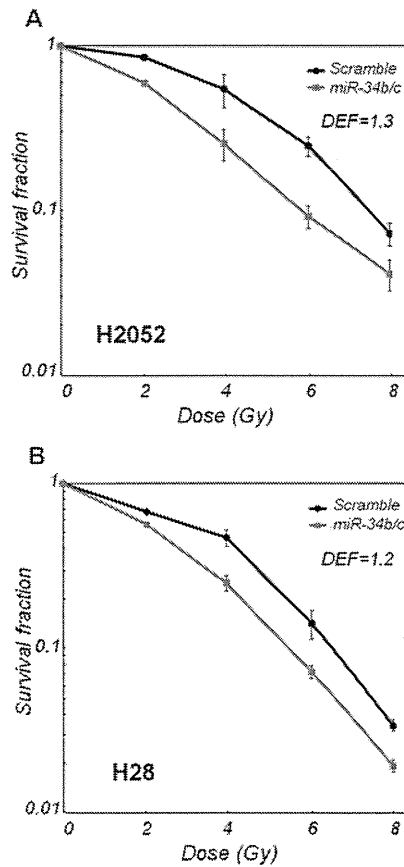 A
1
Scramble
miR-34b/c
DEF=1.3
0.1
Survival fraction
H2052
0.01
0 2 4 6 8
Dose (Gy)
B
1
Scramble
miR-34b/c
DEF=1.2
0.1
Survival fraction
H28
0.01
0 2 4 6 8
Dose (Gy)